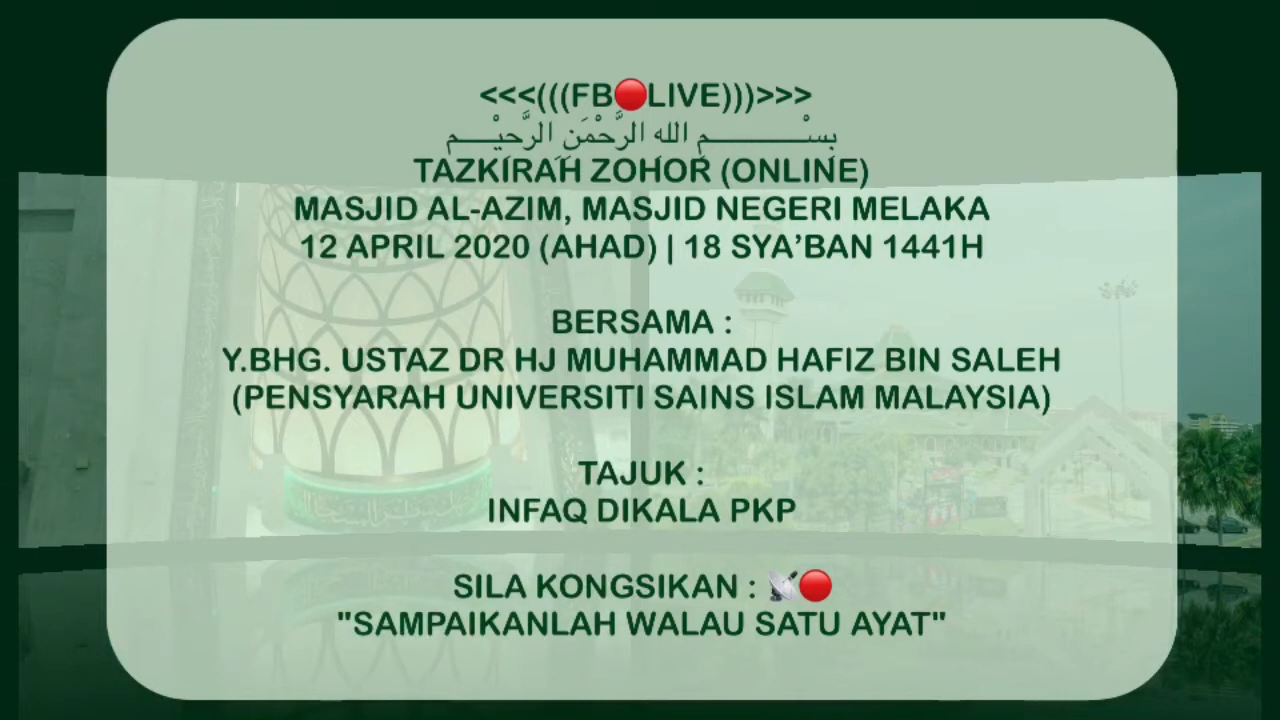 <<<(((FB🔴LIVE)))>>>
بِسْــــــــمِ اللهِ الرَّحْمَنِ الرَّحِيْـــمِ
TAZKIRAH ZOHOR (ONLINE)
MASJID AL-AZIM, MASJID NEGERI MELAKA
12 APRIL 2020 (AHAD) | 18 SYA’BAN 1441H
BERSAMA :
Y.BHG. USTAZ DR HJ MUHAMMAD HAFIZ BIN SALEH
(PENSYARAH UNIVERSITI SAINS ISLAM MALAYSIA)
TAJUK :
INFAQ DIKALA PKP
SILA KONGSIKAN : 📡🔴
"SAMPAIKANLAH WALAU SATU AYAT"